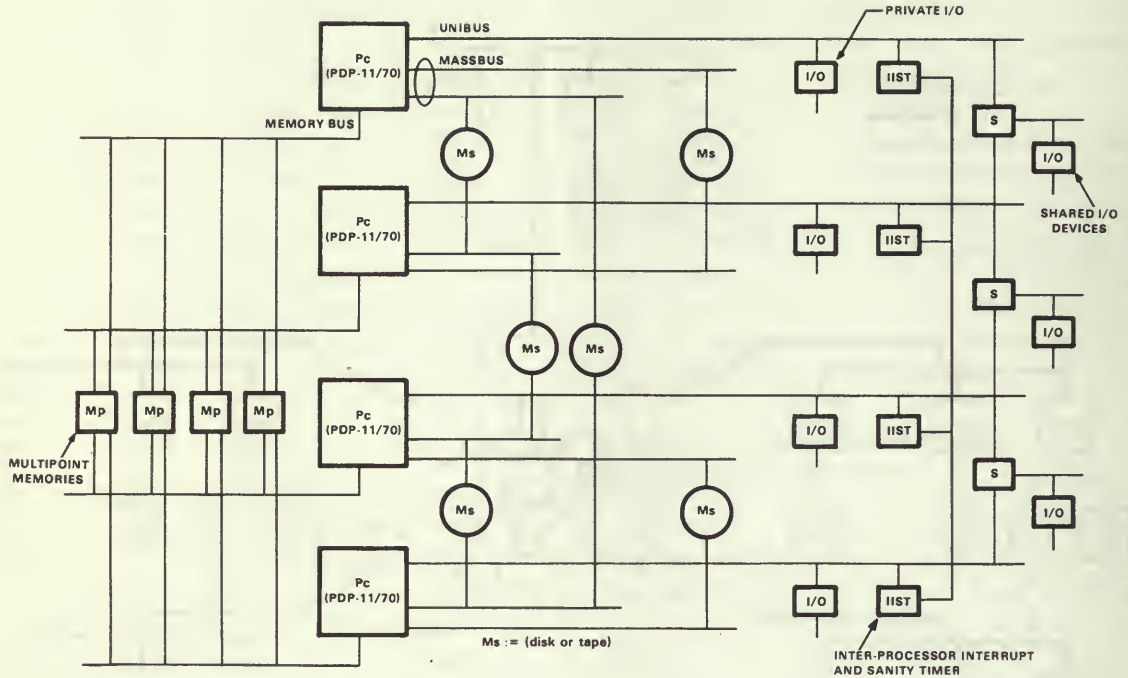 PRIVATE I/O
UNIBUS
Pc
(PDP-11/70)
MASSBUS
I/O
IIST
MEMORY BUS
S
Ms
Ms
I/O
Pc
(PDP-11/70)
SHARED I/O
DEVICES
I/O
IIST
S
Ms
Ms
I/O
Mp
Mp
Mp
Mp
Pc
(PDP-11/70)
I/O
IIST
MULTIPOINT
MEMORIES
S
Ms
Ms
I/O
Pc
(PDP-11/70)
I/O
IIST
Ms := (disk or tape)
INTER-PROCESSOR INTERRUPT
AND SANITY TIMER